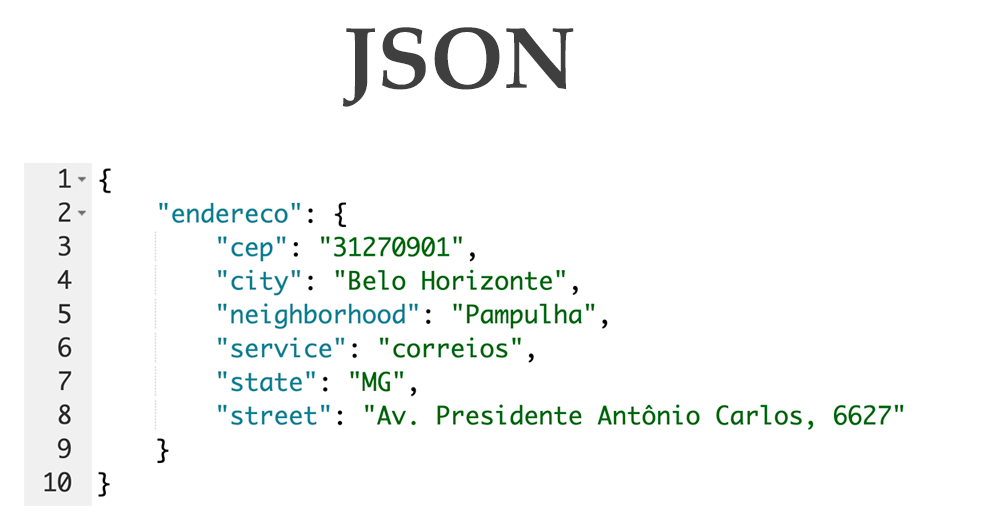 JSON
1 {
2     "endereco": {
3         "cep": "31270901",
4         "city": "Belo Horizonte",
5         "neighborhood": "Pampulha",
6         "service": "correios",
7         "state": "MG",
8         "street": "Av. Presidente Antônio Carlos, 6627"
9     }
10 }